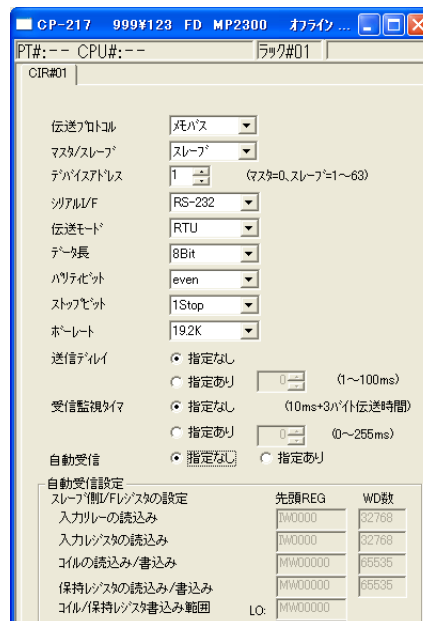 CP-217 999¥123 FD MP2300 ｵﾌﾗｲﾝ ...
PT#:-- CPU#:-- ﾗｯｸ#01
CIR#01
伝送ﾌﾟﾛﾄｺﾙ ﾒﾓﾊﾞｽ
ﾏｽﾀ/ｽﾚｰﾌﾞ ｽﾚｰﾌﾞ
ﾃﾞﾊﾞｲｽｱﾄﾞﾚｽ 1 (ﾏｽﾀ=0､ｽﾚｰﾌﾞ=1～63)
ｼﾘｱﾙI/F RS-232
伝送ﾓｰﾄﾞ RTU
ﾃﾞｰﾀ長 8Bit
ﾊﾟﾘﾃｨﾋﾞｯﾄ even
ｽﾄｯﾌﾟﾋﾞｯﾄ 1Stop
ﾎﾞｰﾚｰﾄ 19.2K
送信ﾃﾞｨﾚｲ 指定なし
指定あり 0 (1～100ms)
受信監視ﾀｲﾏ 指定なし (10ms+3ﾊﾞｲﾄ伝送時間)
指定あり 0 (0～255ms)
自動受信 指定なし 指定あり
自動受信設定
ｽﾚｰﾌﾞ側I/Fﾚｼﾞｽﾀの設定 先頭REG WD数
入力ﾘﾚｰの読込み IW0000 32768
入力ﾚｼﾞｽﾀの読込み IW0000 32768
ｺｲﾙの読込み/書込み MW00000 65535
保持ﾚｼﾞｽﾀの読込み/書込み MW00000 65535
ｺｲﾙ/保持ﾚｼﾞｽﾀ書込み範囲 LO: MW00000